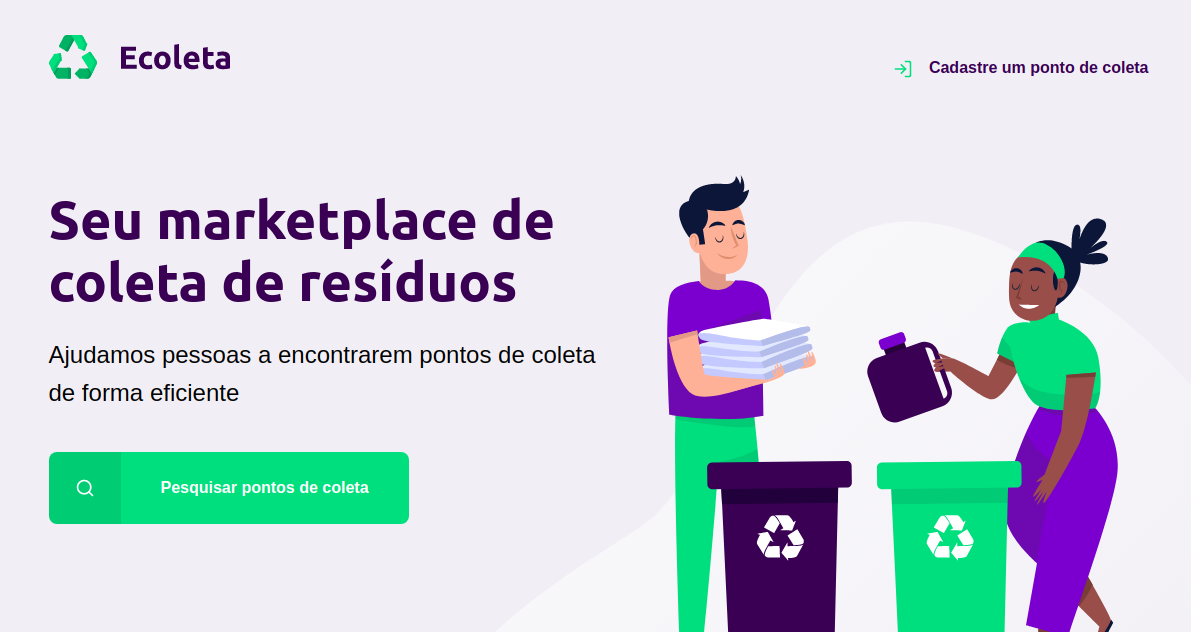 Ecoleta
Cadastre um ponto de coleta
Seu marketplace de
coleta de resíduos
Ajudamos pessoas a encontrarem pontos de coleta
de forma eficiente
Pesquisar pontos de coleta